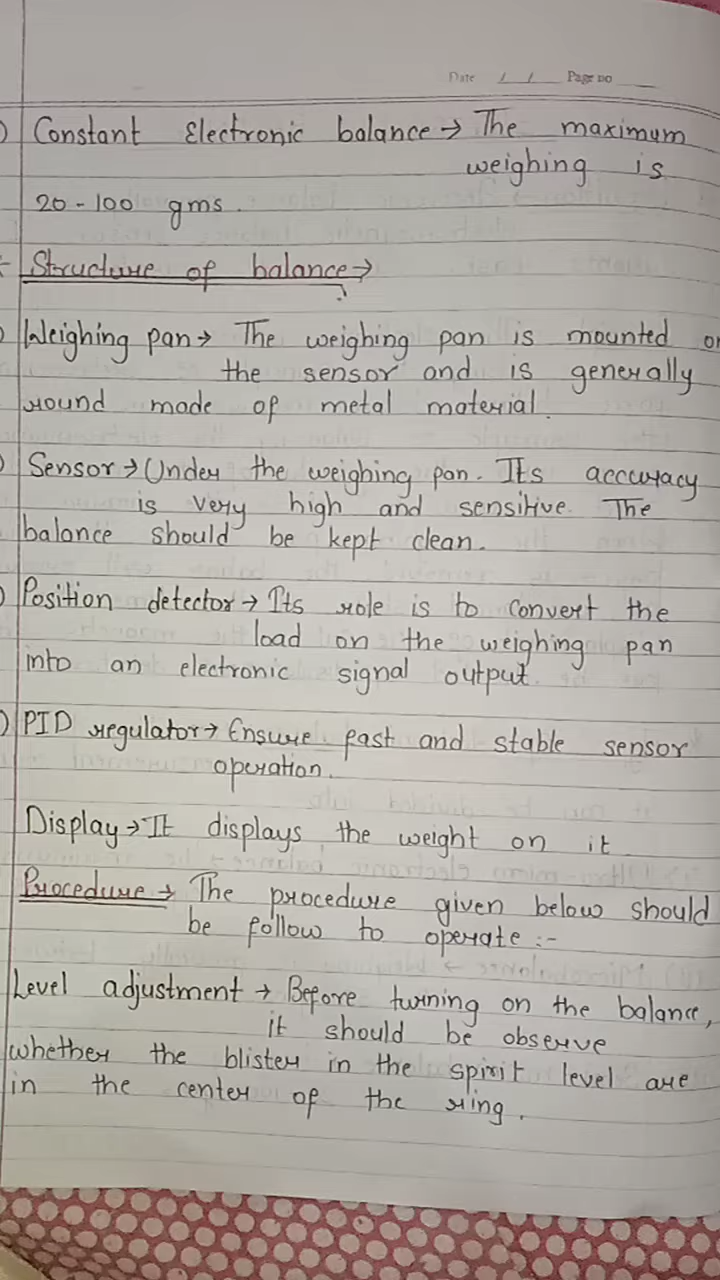 Date / / Page no
Constant Electronic balance → The maximum
weighing is
20-100 gms.
Structure of balance →
Weighing pan → The weighing pan is mounted on
the sensor and is generally
round made of metal material.
Sensor → Under the weighing pan. Its accuracy
is very high and sensitive. The
balance should be kept clean.
Position detector → Its role is to convert the
load on the weighing pan
into an electronic signal output.
PID regulator → Ensure fast and stable sensor
operation.
Display → It displays the weight on it
Procedure → The procedure given below should
be follow to operate :-
Level adjustment → Before turning on the balance,
it should be observe
whether the blister in the spirit level are
in the center of the ring.